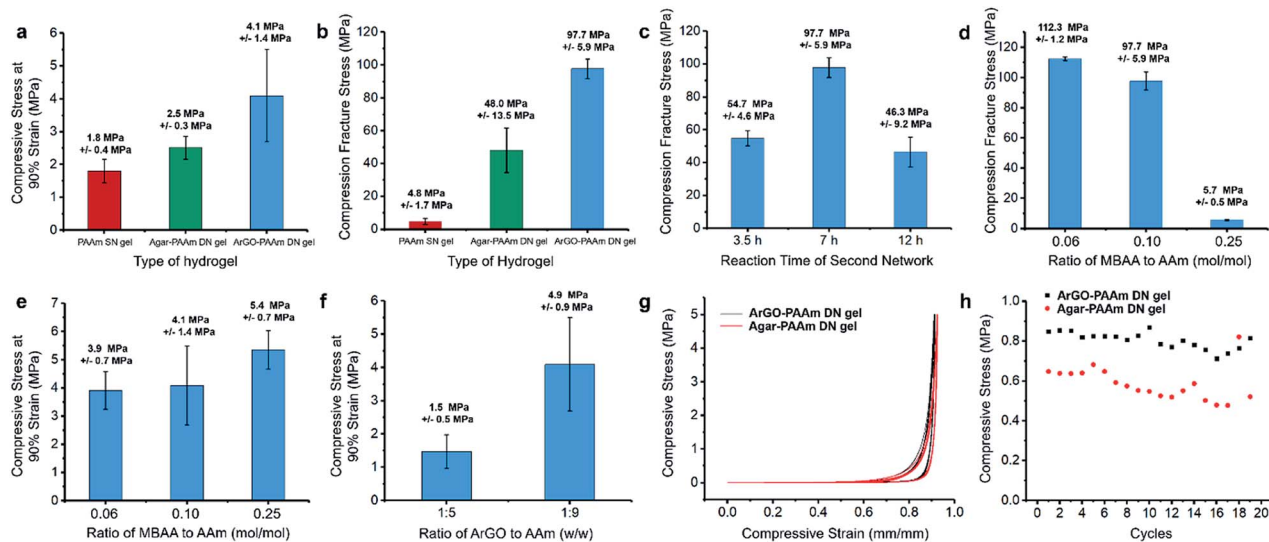 a
Compressive Stress at
90% Strain (MPa)
6
5
4
3
2
1
0
1.8 MPa
+/- 0.4 MPa
2.5 MPa
+/- 0.3 MPa
4.1 MPa
+/- 1.4 MPa
PAAm SN gel
Agar-PAAm DN gel
ArGO-PAAm DN gel
Type of hydrogel
b
Compression Fracture Stress (MPa)
120
100
80
60
40
20
0
4.8 MPa
+/- 1.7 MPa
48.0 MPa
+/- 13.5 MPa
97.7 MPa
+/- 5.9 MPa
PAAm SN gel
Agar-PAAm DN gel
ArGO-PAAm DN gel
Type of Hydrogel
c
Compression Fracture Stress (MPa)
120
100
80
60
40
20
0
54.7 MPa
+/- 4.6 MPa
97.7 MPa
+/- 5.9 MPa
46.3 MPa
+/- 9.2 MPa
3.5 h
7 h
12 h
Reaction Time of Second Network
d
Compression Fracture Stress (MPa)
120
100
80
60
40
20
0
112.3 MPa
+/- 1.2 MPa
97.7 MPa
+/- 5.9 MPa
5.7 MPa
+/- 0.5 MPa
0.06
0.10
0.25
Ratio of MBAA to AAm (mol/mol)
e
Compressive Stress at
90% Strain (MPa)
7
6
5
4
3
2
1
0
3.9 MPa
+/- 0.7 MPa
4.1 MPa
+/- 1.4 MPa
5.4 MPa
+/- 0.7 MPa
0.06
0.10
0.25
Ratio of MBAA to AAm (mol/mol)
f
Compressive Stress at
90% Strain (MPa)
6
5
4
3
2
1
0
1.5 MPa
+/- 0.5 MPa
4.9 MPa
+/- 0.9 MPa
1:5
1:9
Ratio of ArGO to AAm (w/w)
g
ArGO-PAAm DN gel
Agar-PAAm DN gel
Compressive Stress (MPa)
5
4
3
2
1
0
0.0
0.2
0.4
0.6
0.8
1.0
Compressive Strain (mm/mm)
h
ArGO-PAAm DN gel
Agar-PAAm DN gel
Compressive Stress (MPa)
1.0
0.8
0.6
0.4
0.2
0.0
0
2
4
6
8
10
12
14
16
18
20
Cycles